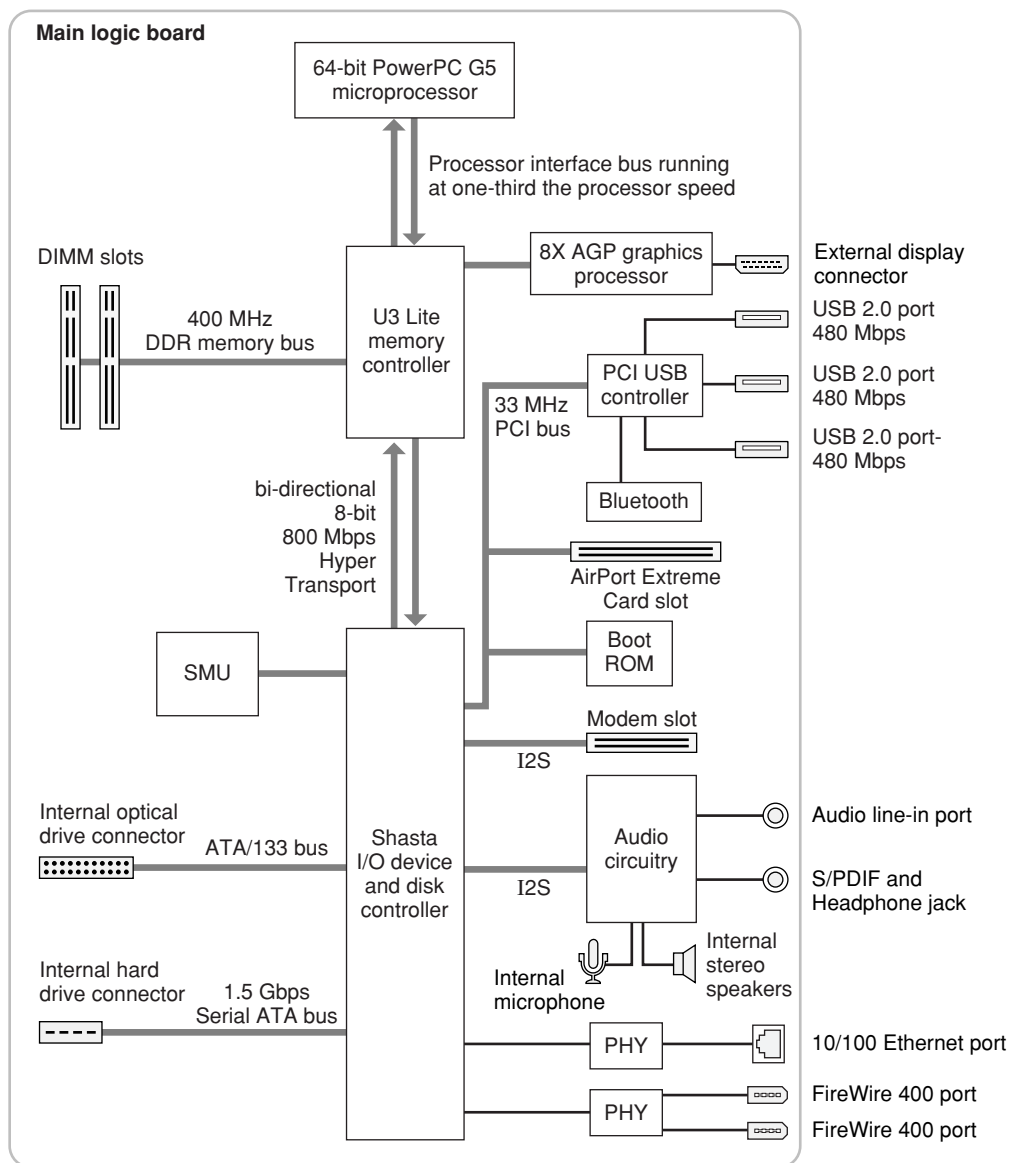 Main logic board
64-bit PowerPC G5
microprocessor
Processor interface bus running
at one-third the processor speed
DIMM slots
400 MHz
DDR memory bus
U3 Lite
memory
controller
8X AGP graphics
processor
External display
connector
USB 2.0 port
480 Mbps
PCI USB
controller
USB 2.0 port
480 Mbps
33 MHz
PCI bus
USB 2.0 port-
480 Mbps
bi-directional
8-bit
800 Mbps
Hyper
Transport
Bluetooth
AirPort Extreme
Card slot
SMU
Boot
ROM
Modem slot
I2S
Internal optical
drive connector
ATA/133 bus
Shasta
I/O device
and disk
controller
I2S
Audio
circuitry
Audio line-in port
S/PDIF and
Headphone jack
Internal
microphone
Internal
stereo
speakers
Internal hard
drive connector
1.5 Gbps
Serial ATA bus
PHY
10/100 Ethernet port
PHY
FireWire 400 port
FireWire 400 port